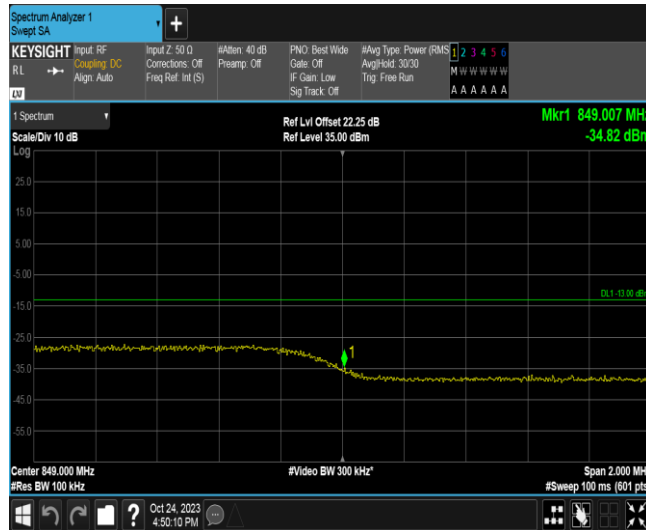 Spectrum Analyzer 1
Swept SA
+
KEYSIGHT
RL
LXI
Input: RF
Coupling: DC
Align: Auto
Input Z: 50 Ω
Corrections: Off
Freq Ref: Int (S)
#Atten: 40 dB
Preamp: Off
PNO: Best Wide
Gate: Off
IF Gain: Low
Sig Track: Off
#Avg Type: Power (RMS
Avg|Hold: 30/30
Trig: Free Run
1 2 3 4 5 6
M W W W W W
A A A A A A
1 Spectrum
Scale/Div 10 dB
Log
Ref Lvl Offset 22.25 dB
Ref Level 35.00 dBm
Mkr1 849.007 MHz
-34.82 dBm
25.0
15.0
5.00
-5.00
DL1 -13.00 dBm
-15.0
-25.0
1
-35.0
-45.0
-55.0
Center 849.000 MHz
#Res BW 100 kHz
#Video BW 300 kHz*
Span 2.000 MH
#Sweep 100 ms (601 pts
?
Oct 24, 2023
4:50:10 PM